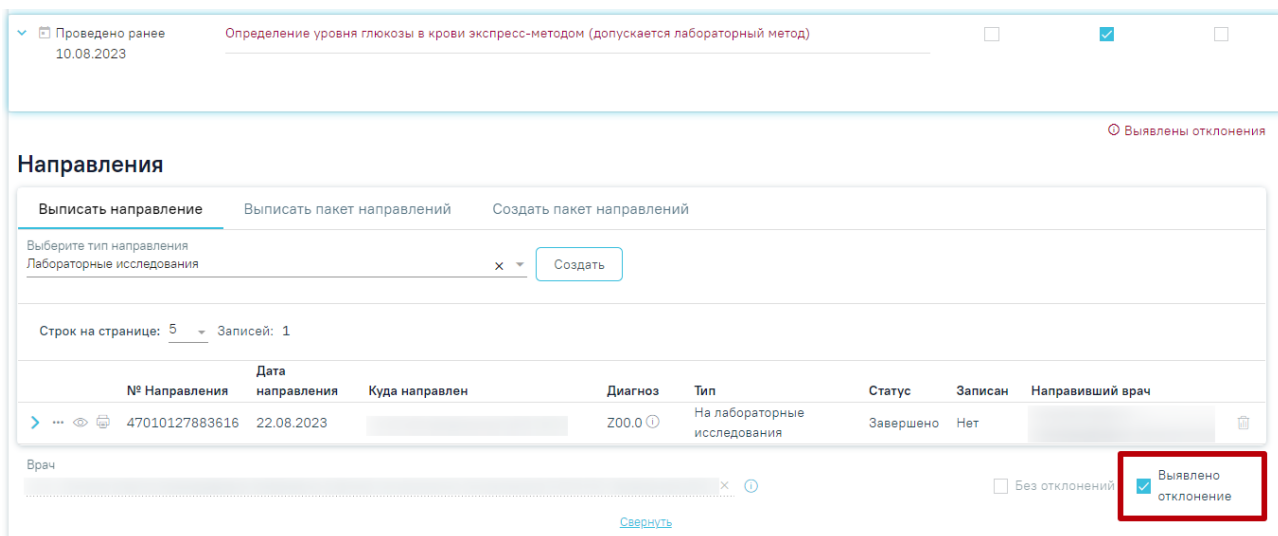 Проведено ранее
10.08.2023
Определение уровня глюкозы в крови экспресс-методом (допускается лабораторный метод)
Выявлены отклонения
Направления
Выписать направление Выписать пакет направлений Создать пакет направлений
Выберите тип направления
Лабораторные исследования
Создать
Строк на странице: 5 Записей: 1
№ Направления Дата направления Куда направлен Диагноз Тип Статус Записан Направивший врач
47010127883616 22.08.2023 Z00.0 На лабораторные исследования Завершено Нет
Врач
Без отклонений
Выявлено
отклонение
Свернуть